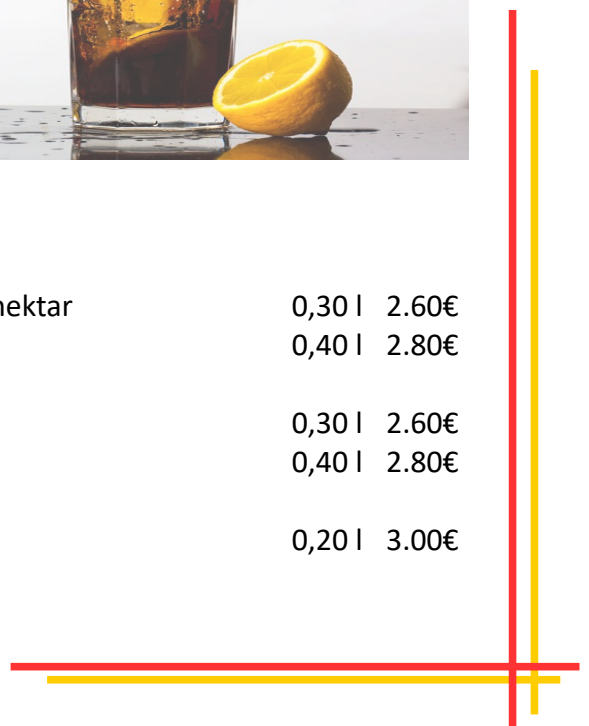 nektar 0,30 l 2.60€
0,40 l 2.80€
0,30 l 2.60€
0,40 l 2.80€
0,20 l 3.00€